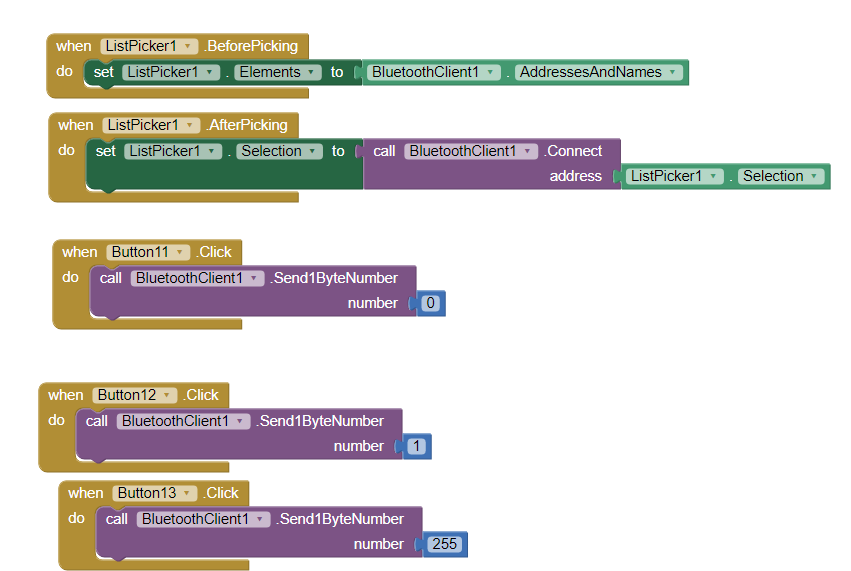 when ListPicker1 .BeforePicking
do set ListPicker1 . Elements to BluetoothClient1 . AddressesAndNames
when ListPicker1 .AfterPicking
do set ListPicker1 . Selection to call BluetoothClient1 .Connect
address ListPicker1 . Selection
when Button11 .Click
do call BluetoothClient1 .Send1ByteNumber
number 0
when Button12 .Click
do call BluetoothClient1 .Send1ByteNumber
number 1
when Button13 .Click
do call BluetoothClient1 .Send1ByteNumber
number 255